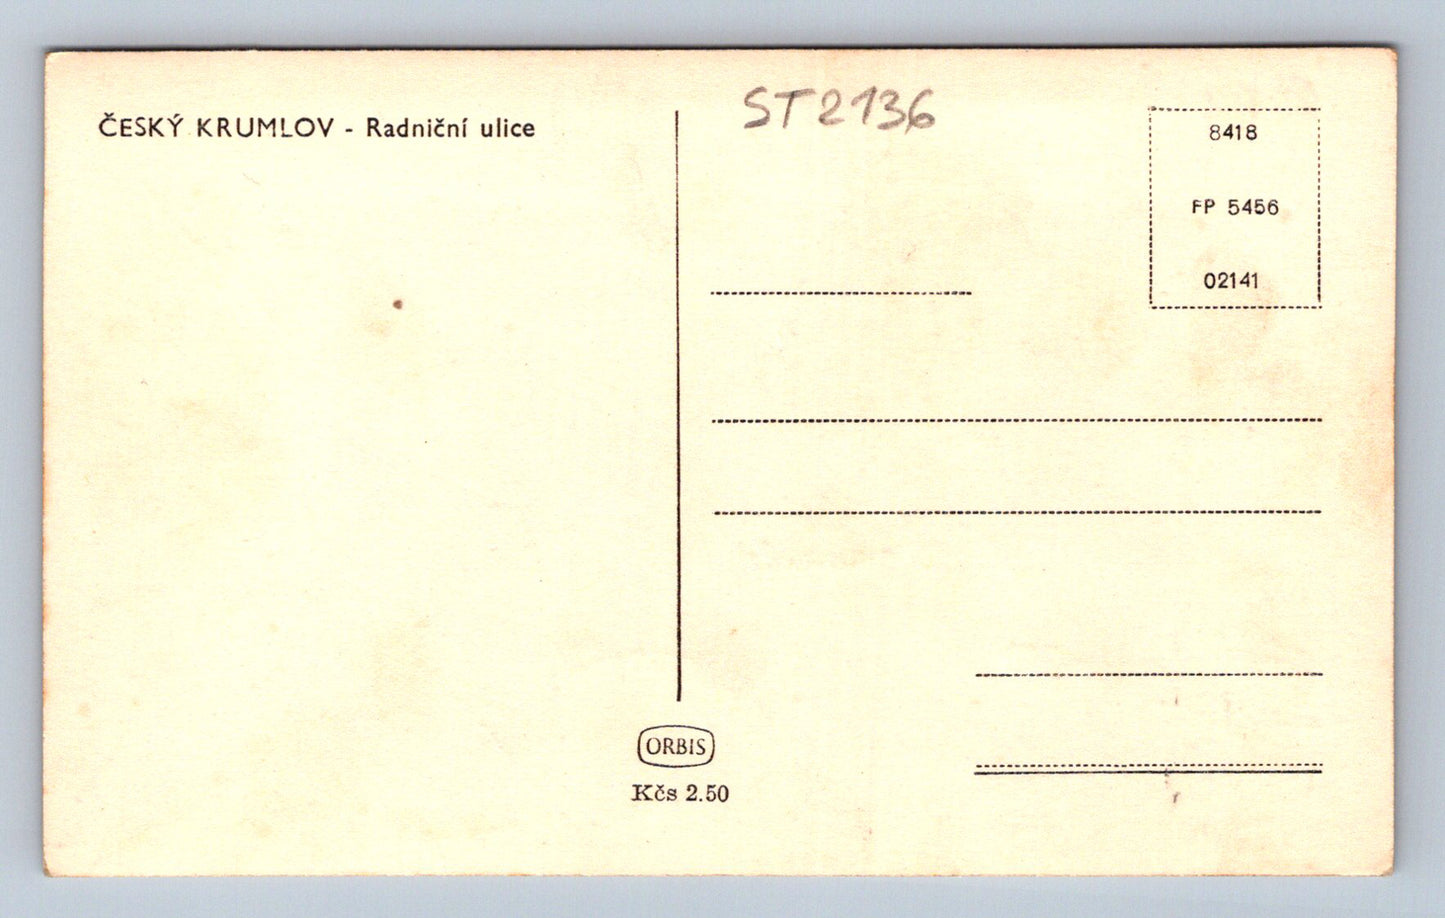 ČESKÝ KRUMLOV - Radniční ulice
ST2136
8418
FP 5456
02141
ORBIS
Kčs 2.50